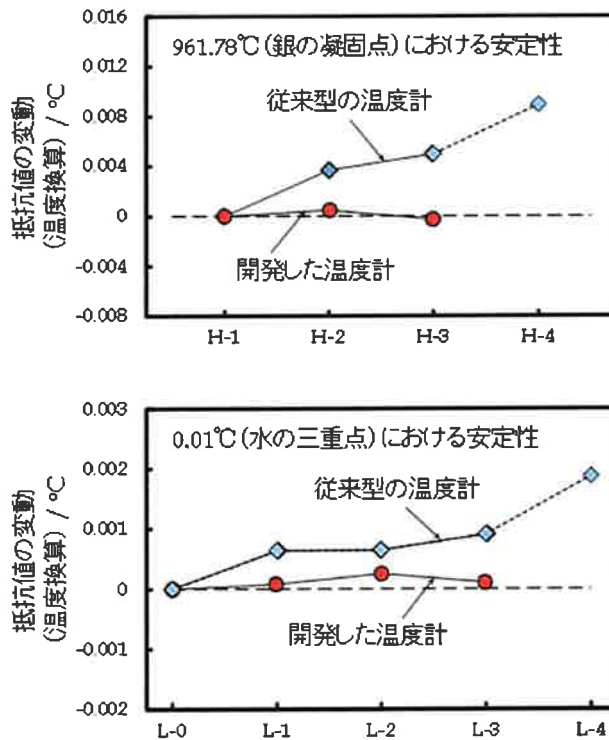 0.016
961.78℃(銀の凝固点)における安定性
0.012
従来型の温度計
0.008
0.004
0
-0.004
開発した温度計
-0.008
抵抗値の変動
(温度換算) / ℃
H-1 H-2 H-3 H-4
0.003
0.01℃(水の三重点)における安定性
0.002
従来型の温度計
0.001
0
-0.001
開発した温度計
-0.002
抵抗値の変動
(温度換算) / ℃
L-0 L-1 L-2 L-3 L-4